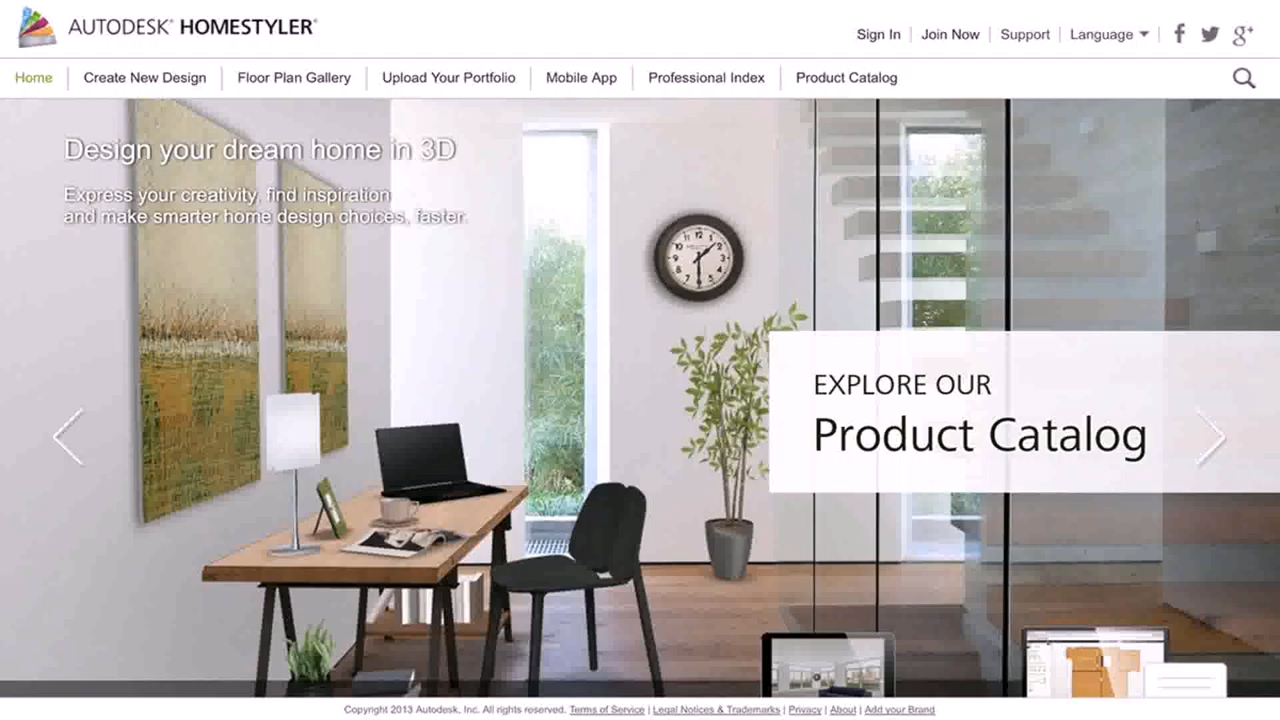 AUTODESK® HOMESTYLER®
Sign In Join Now Support Language
Home Create New Design Floor Plan Gallery Upload Your Portfolio Mobile App Professional Index Product Catalog
Design your dream home in 3D
Express your creativity, find inspiration
and make smarter home design choices, faster.
EXPLORE OUR
Product Catalog
Copyright 2013 Autodesk, Inc. All rights reserved. Terms of Service | Legal Notices & Trademarks | Privacy | About | Add your Brand